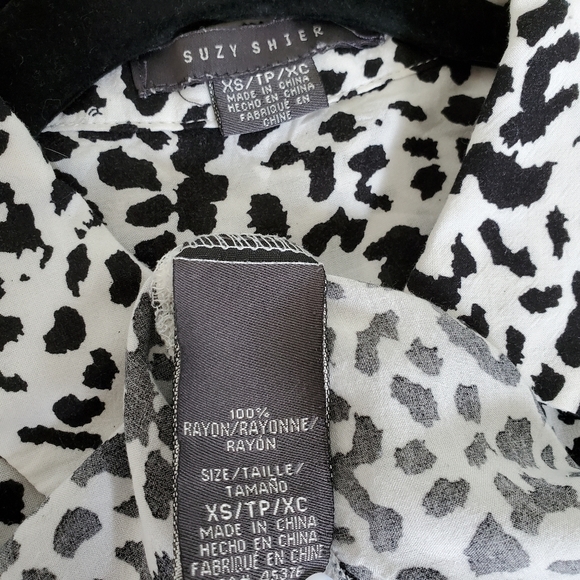 SUZY SHIER
XS/TP/XC
MADE IN CHINA
HECHO EN CHINA
FABRIQUÉ EN
CHINE
100%
RAYON/RAYONNE/
RAYÓN
SIZE/TAILLE/
TAMAÑO
XS/TP/XC
MADE IN CHINA
HECHO EN CHINA
FABRIQUÉ EN CHINE